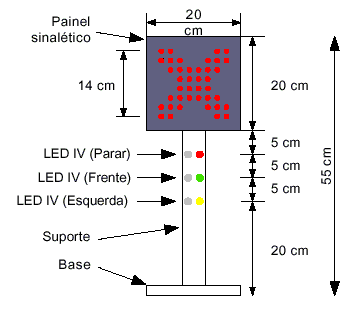 20
cm
Painel
sinalético
14 cm
20 cm
LED IV (Parar)
5 cm
LED IV (Frente)
5 cm
55 cm
LED IV (Esquerda)
5 cm
Suporte
20 cm
Base